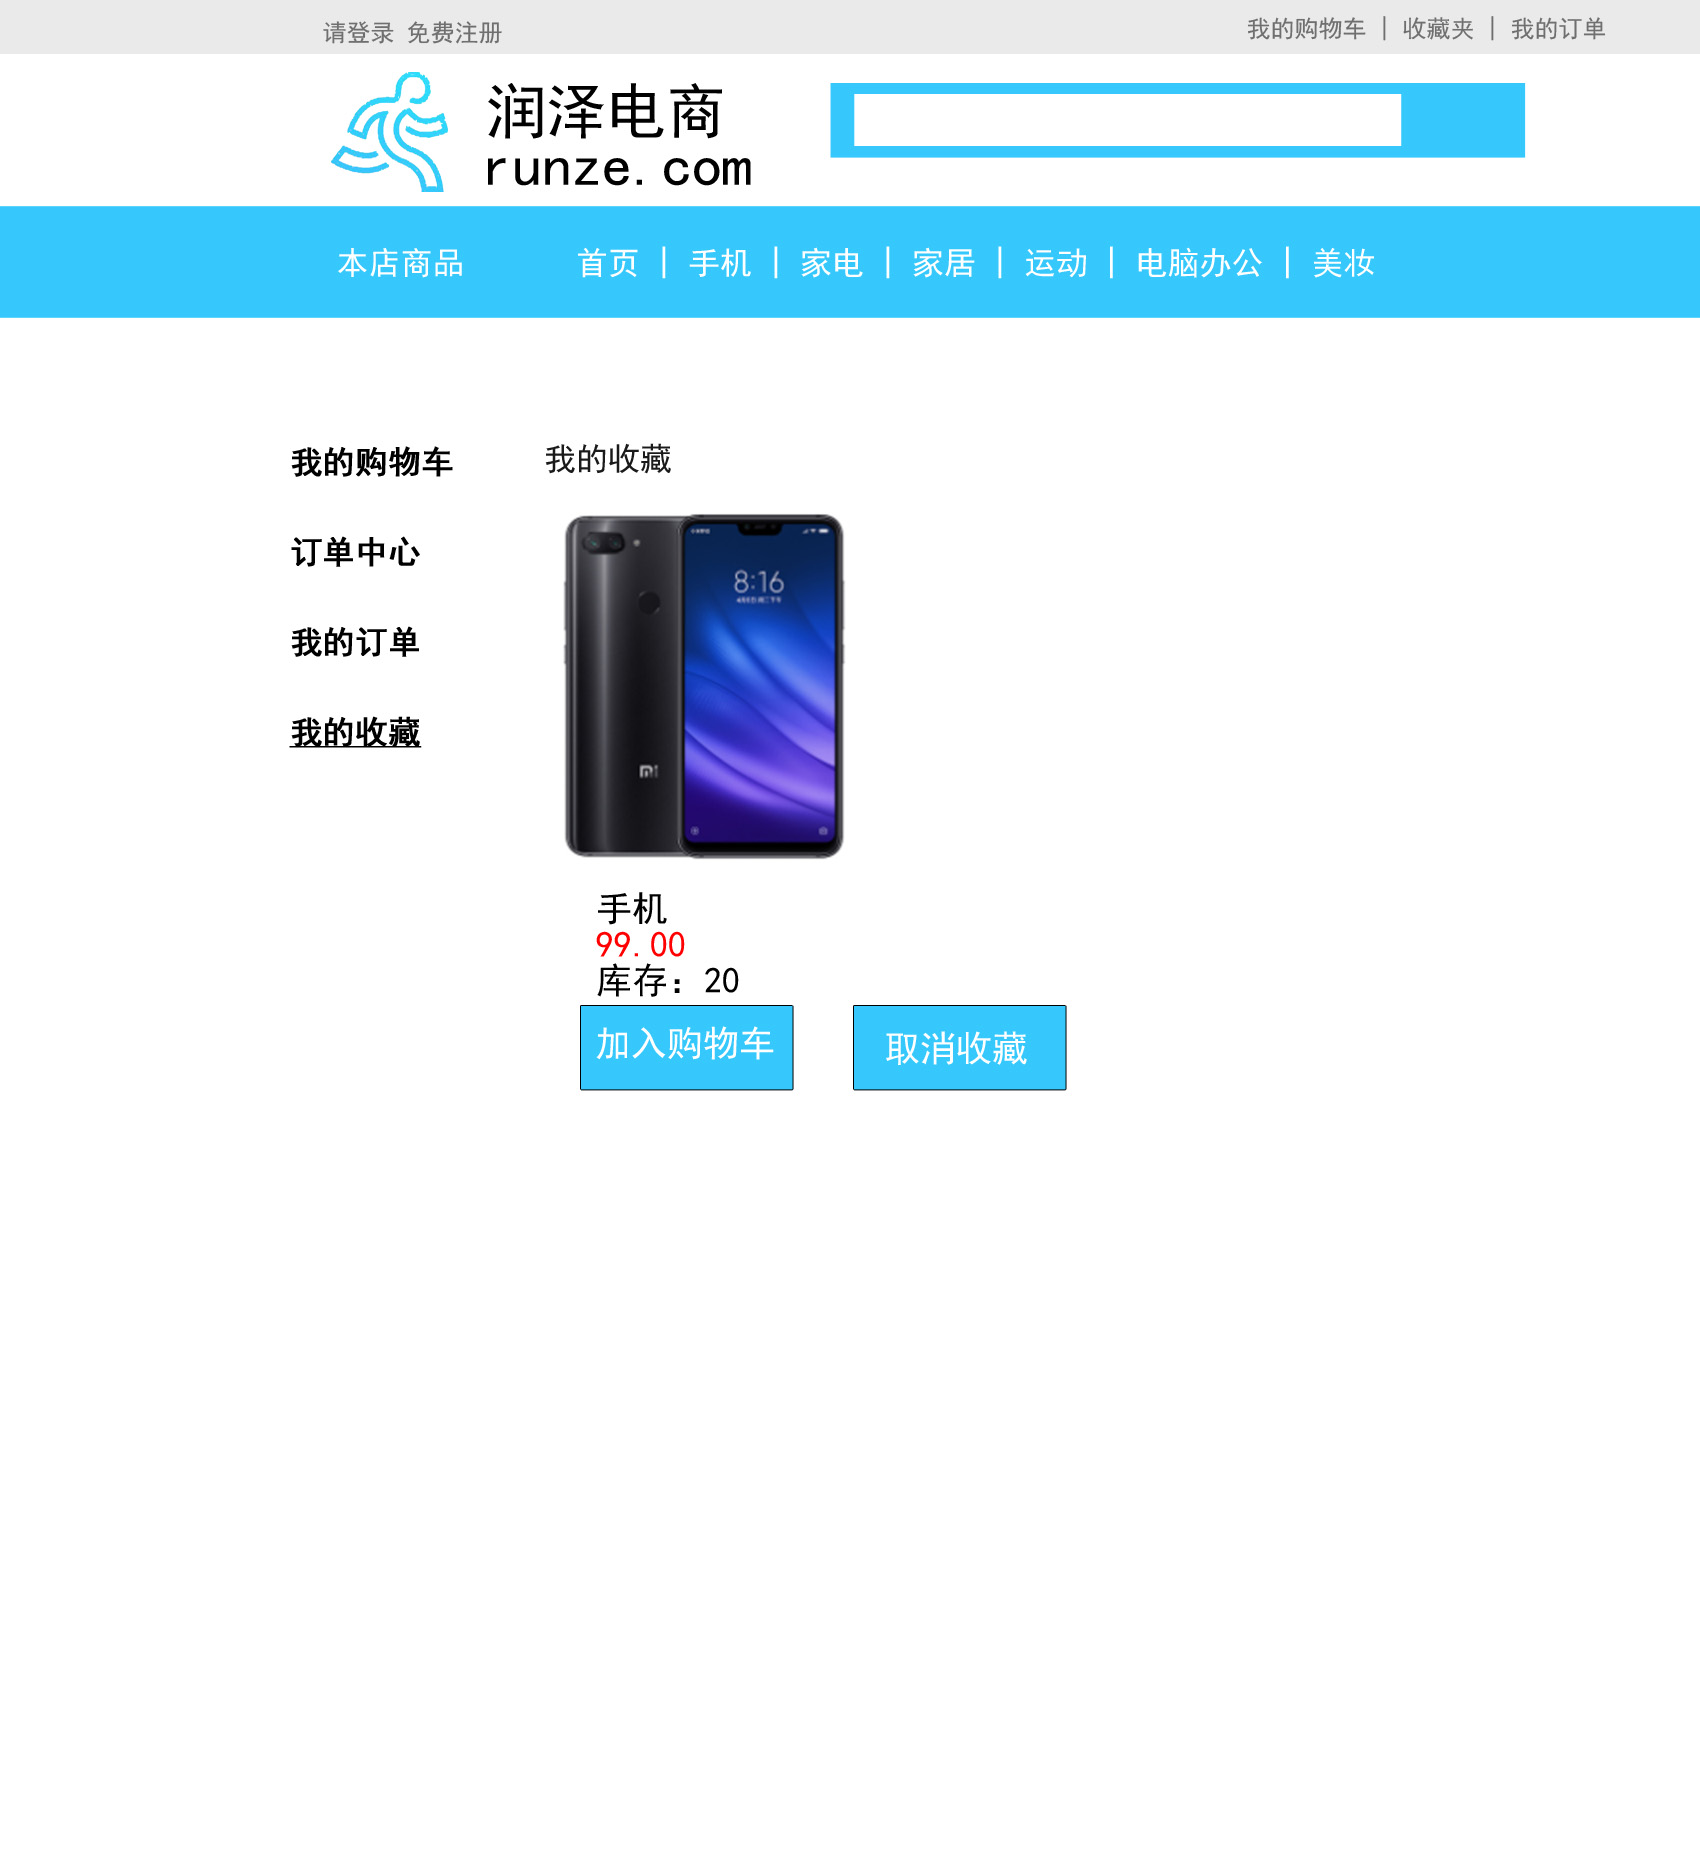 请登录 免费注册
我的购物车 | 收藏夹 | 我的订单
润泽电商
runze.com
本店商品
首页 | 手机 | 家电 | 家居 | 运动 | 电脑办公 | 美妆
我的购物车
订单中心
我的订单
我的收藏
我的收藏
8:16
mi
手机
99.00
库存：20
加入购物车
取消收藏